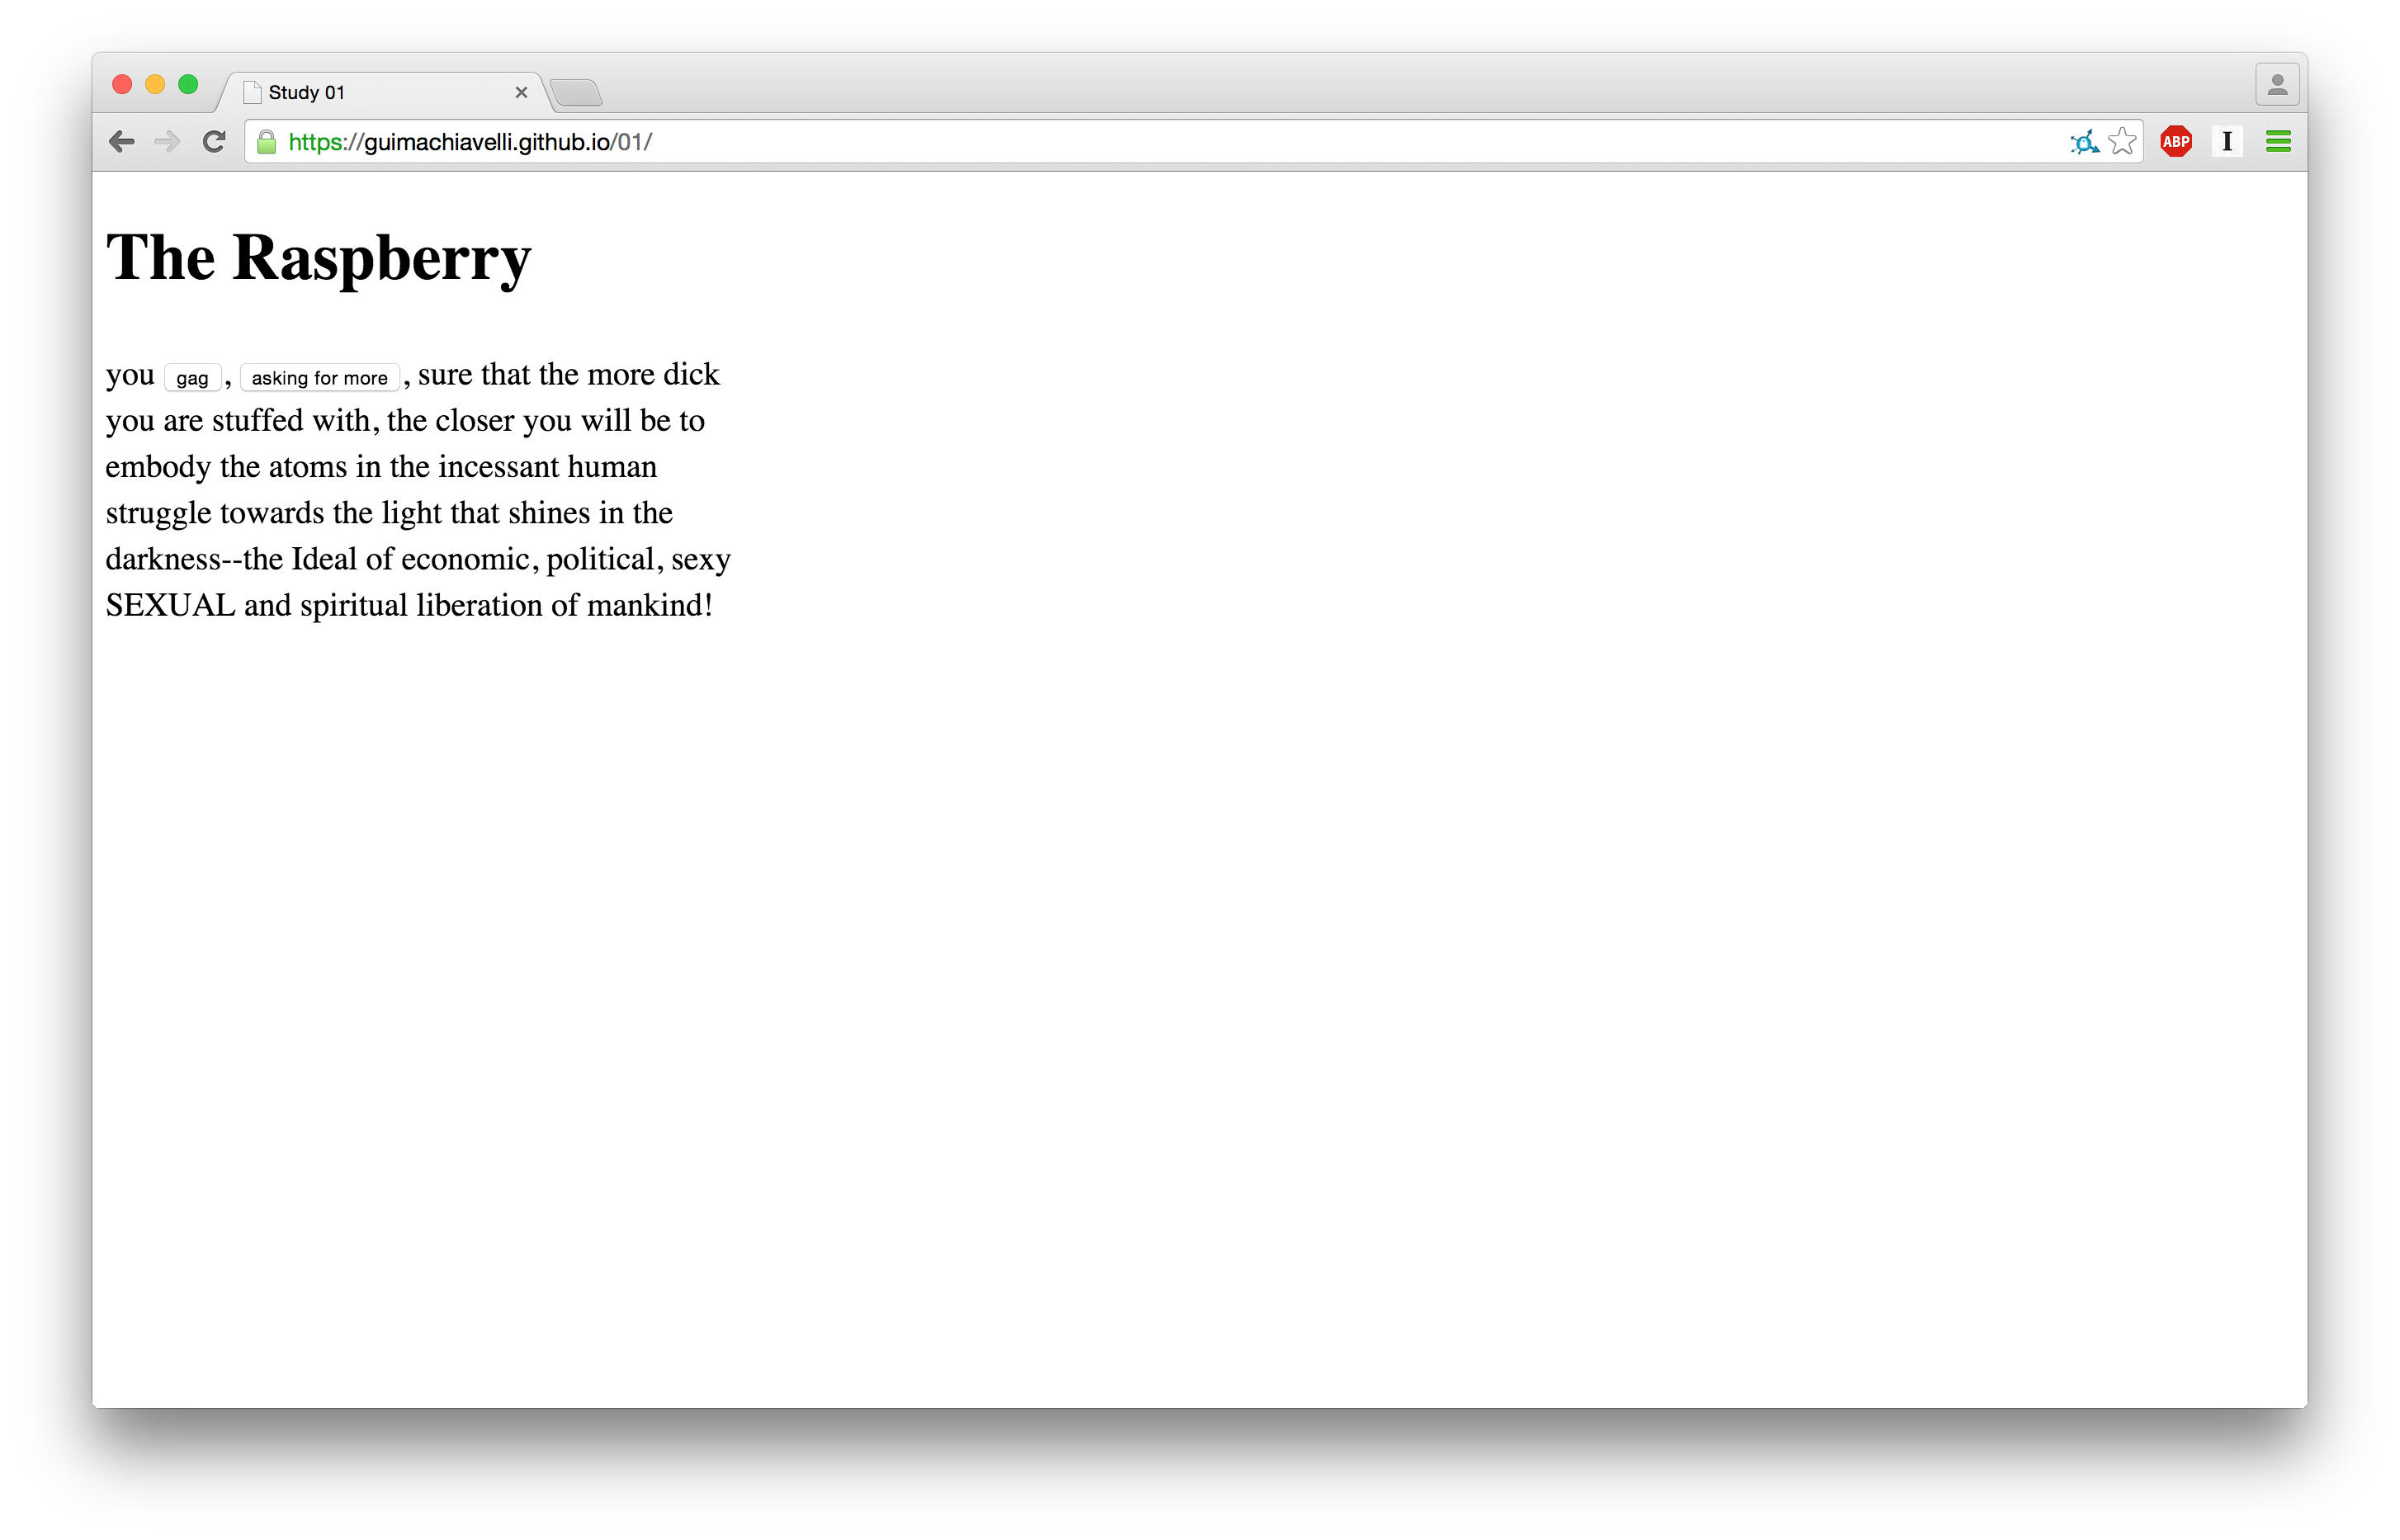 Study 01
https://guimachiavelli.github.io/01/
ABP
I
The Raspberry
you gag, asking for more, sure that the more dick
you are stuffed with, the closer you will be to
embody the atoms in the incessant human
struggle towards the light that shines in the
darkness--the Ideal of economic, political, sexy
SEXUAL and spiritual liberation of mankind!